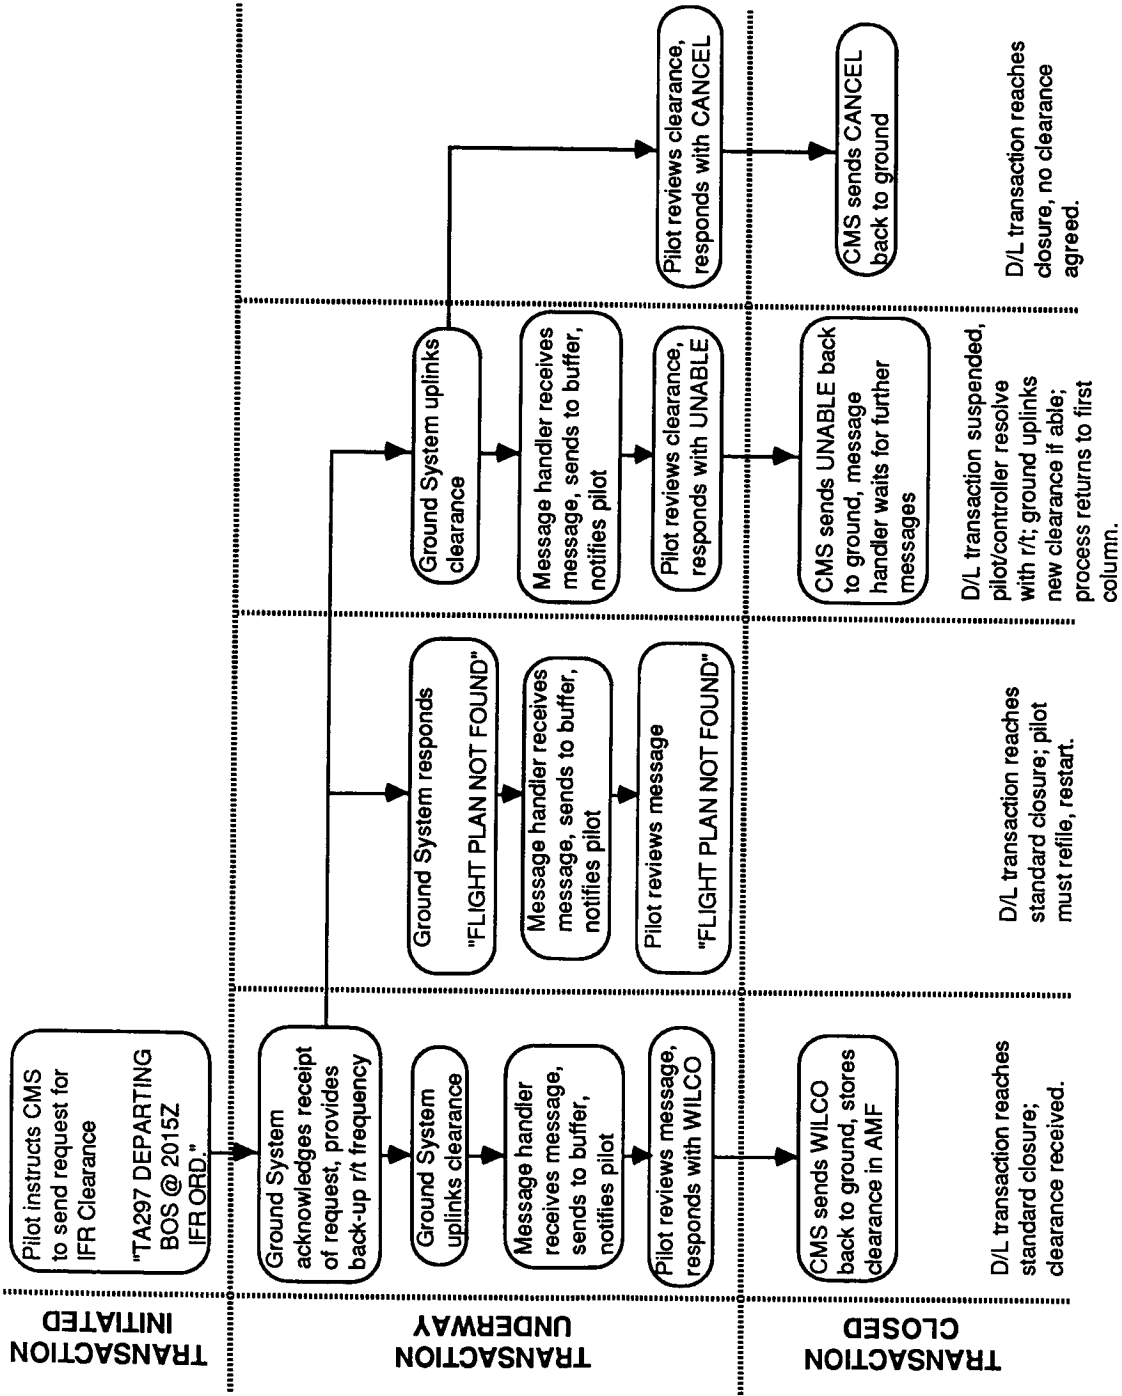 TRANSACTION
INITIATED
Pilot instructs CMS
to send request for
IFR Clearance
"TA297 DEPARTING
BOS @ 2015Z
IFR ORD."
TRANSACTION
UNDERWAY
Ground System
acknowledges receipt
of request, provides
back-up r/t frequency
Ground System
uplinks clearance
Message handler
receives message,
sends to buffer,
notifies pilot
Pilot reviews message,
responds with WILCO
Ground System responds
"FLIGHT PLAN NOT FOUND"
Message handler receives
message, sends to buffer,
notifies pilot
Pilot reviews message
"FLIGHT PLAN NOT FOUND"
Ground System uplinks
clearance
Message handler receives
message, sends to buffer,
notifies pilot
Pilot reviews clearance,
responds with UNABLE
Pilot reviews clearance,
responds with CANCEL
TRANSACTION
CLOSED
CMS sends WILCO
back to ground, stores
clearance in AMF
D/L transaction reaches
standard closure;
clearance received.
D/L transaction reaches
standard closure; pilot
must refile, restart.
CMS sends UNABLE back
to ground, message
handler waits for further
messages
D/L transaction suspended,
pilot/controller resolve
with r/t; ground uplinks
new clearance if able;
process returns to first
column.
CMS sends CANCEL
back to ground
D/L transaction reaches
closure, no clearance
agreed.